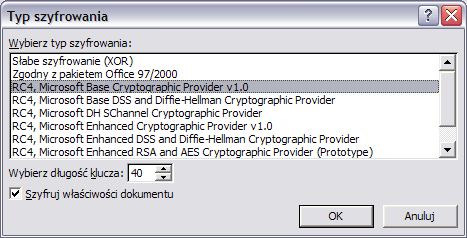 Typ szyfrowania
Wybierz typ szyfrowania:
Słabe szyfrowanie (XOR)
Zgodny z pakietem Office 97/2000
RC4, Microsoft Base Cryptographic Provider v1.0
RC4, Microsoft Base DSS and Diffie-Hellman Cryptographic Provider
RC4, Microsoft DH SChannel Cryptographic Provider
RC4, Microsoft Enhanced Cryptographic Provider v1.0
RC4, Microsoft Enhanced DSS and Diffie-Hellman Cryptographic Provider
RC4, Microsoft Enhanced RSA and AES Cryptographic Provider (Prototype)
Wybierz długość klucza: 40
Szyfruj właściwości dokumentu
OK Anuluj